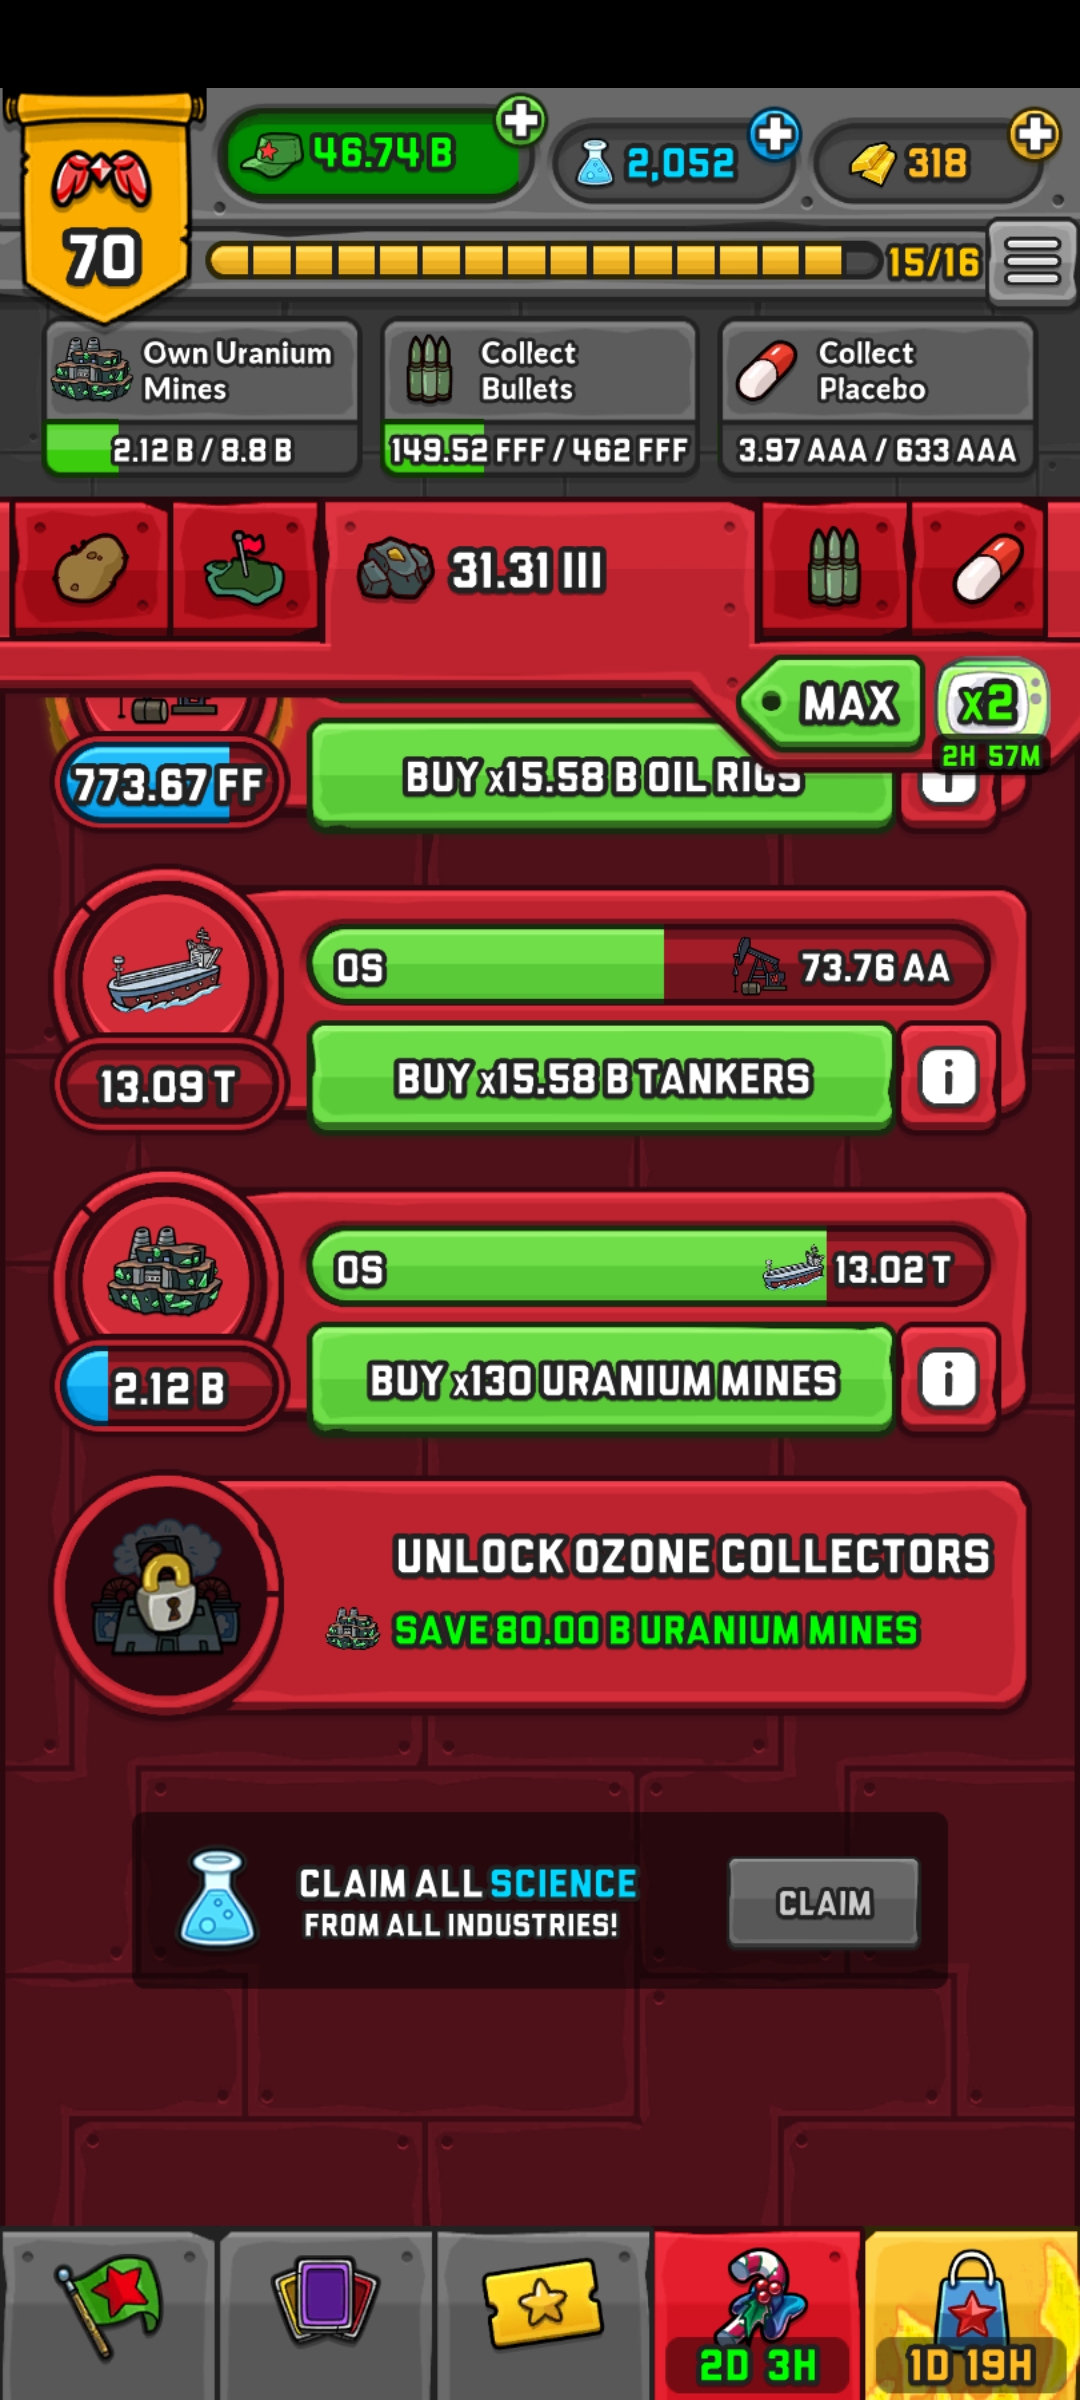 46.74 B
2,052
318
70
15/16
Own Uranium
Mines
2.12 B / 8.8 B
Collect
Bullets
149.52 FFF / 462 FFF
Collect
Placebo
3.97 AAA / 633 AAA
31.31 III
MAX
x2
2H 57M
773.67 FF
BUY x15.58 B OIL RIGS
0S
73.76 AA
13.09 T
BUY x15.58 B TANKERS
i
0S
13.02 T
2.12 B
BUY x130 URANIUM MINES
i
UNLOCK OZONE COLLECTORS
SAVE 80.00 B URANIUM MINES
CLAIM ALL SCIENCE
FROM ALL INDUSTRIES!
CLAIM
2D 3H
1D 19H